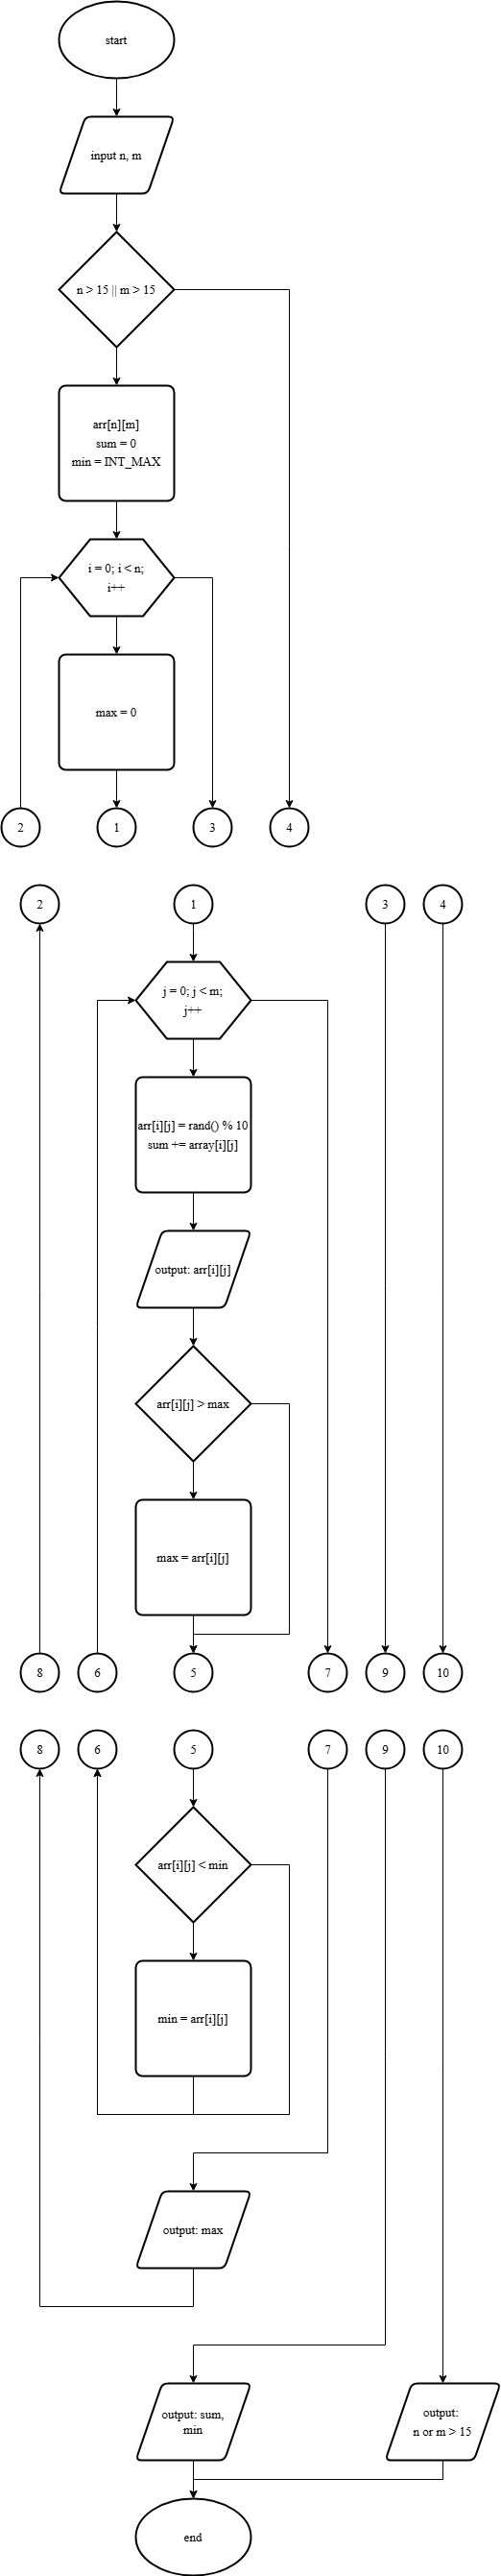 start
input n, m
n > 15 || m > 15
arr[n][m]
sum = 0
min = INT_MAX
i = 0; i < n;
i++
max = 0
2
1
3
4
2
1
3
4
j = 0; j < m;
j++
arr[i][j] = rand() % 10
sum += array[i][j]
output: arr[i][j]
arr[i][j] > max
max = arr[i][j]
8
6
5
7
9
10
8
6
5
7
9
10
arr[i][j] < min
min = arr[i][j]
output: max
output: sum,
min
output:
n or m > 15
end